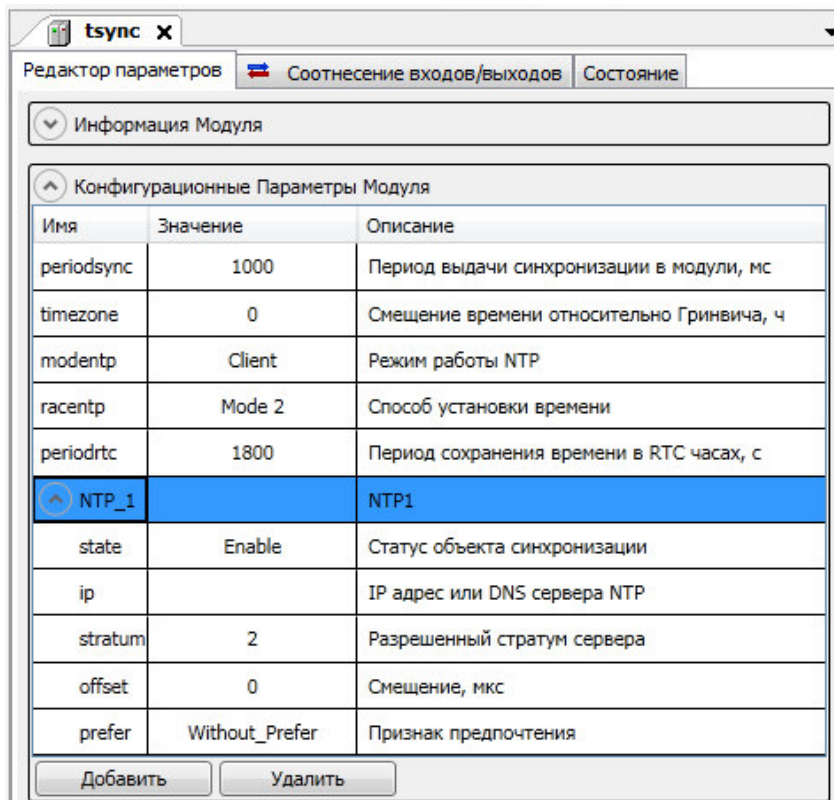 tsync
Редактор параметров Соотнесение входов/выходов Состояние
Информация Модуля
Конфигурационные Параметры Модуля
Имя Значение Описание
periodsync 1000 Период выдачи синхронизации в модули, мс
timezone 0 Смещение времени относительно Гринвича, ч
modentp Client Режим работы NTP
racentp Mode 2 Способ установки времени
periodrtc 1800 Период сохранения времени в RTC часах, с
NTP_1 NTP1
state Enable Статус объекта синхронизации
ip IP адрес или DNS сервера NTP
stratum 2 Разрешенный стратум сервера
offset 0 Смещение, мкс
prefer Without_Prefer Признак предпочтения
Добавить Удалить